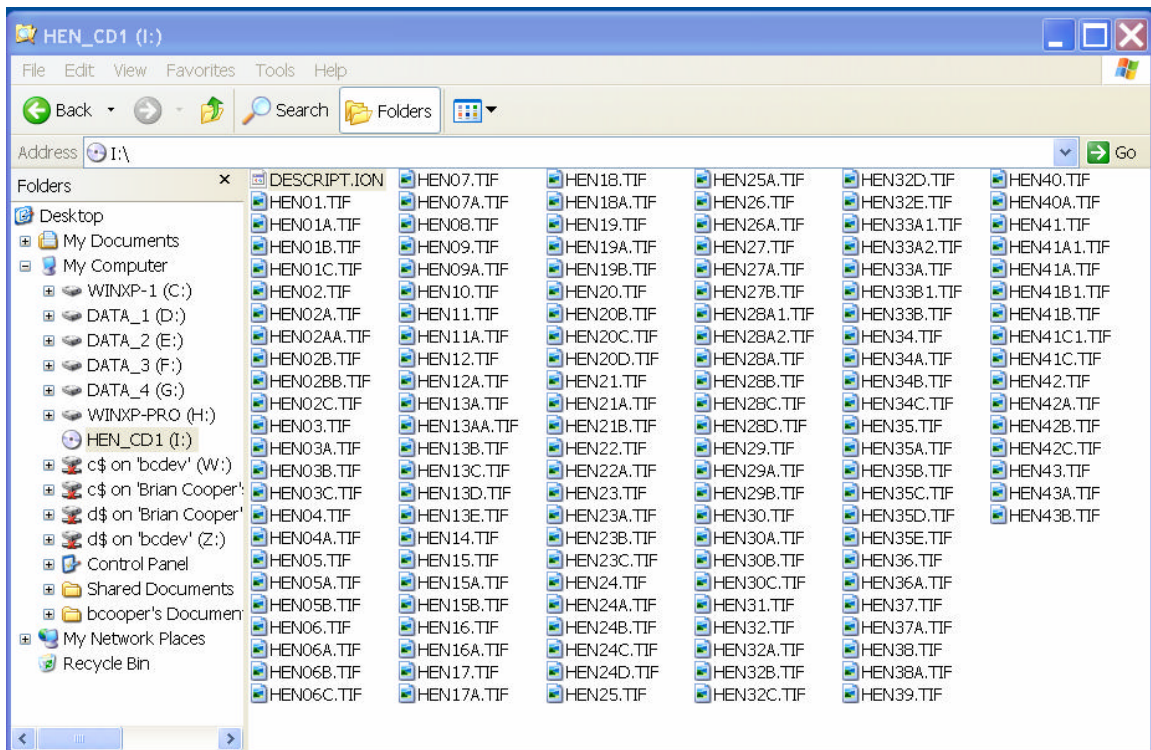 HEN_CD1 (I:)
File Edit View Favorites Tools Help
Back Search Folders
Address I:\ Go
Folders x
Desktop
My Documents
My Computer
WINXP-1 (C:)
DATA_1 (D:)
DATA_2 (E:)
DATA_3 (F:)
DATA_4 (G:)
WINXP-PRO (H:)
HEN_CD1 (I:)
c$ on 'bcdev' (W:)
c$ on 'Brian Cooper's
d$ on 'Brian Cooper'
d$ on 'bcdev' (Z:)
Control Panel
Shared Documents
bcooper's Documen
My Network Places
Recycle Bin
DESCRIPT.ION
HEN01.TIF
HEN01A.TIF
HEN01B.TIF
HEN01C.TIF
HEN02.TIF
HEN02A.TIF
HEN02AA.TIF
HEN02B.TIF
HEN02BB.TIF
HEN02C.TIF
HEN03.TIF
HEN03A.TIF
HEN03B.TIF
HEN03C.TIF
HEN04.TIF
HEN04A.TIF
HEN05.TIF
HEN05A.TIF
HEN05B.TIF
HEN06.TIF
HEN06A.TIF
HEN06B.TIF
HEN06C.TIF
HEN07.TIF
HEN07A.TIF
HEN08.TIF
HEN09.TIF
HEN09A.TIF
HEN10.TIF
HEN11.TIF
HEN11A.TIF
HEN12.TIF
HEN12A.TIF
HEN13A.TIF
HEN13AA.TIF
HEN13B.TIF
HEN13C.TIF
HEN13D.TIF
HEN13E.TIF
HEN14.TIF
HEN15.TIF
HEN15A.TIF
HEN15B.TIF
HEN16.TIF
HEN16A.TIF
HEN17.TIF
HEN17A.TIF
HEN18.TIF
HEN18A.TIF
HEN19.TIF
HEN19A.TIF
HEN19B.TIF
HEN20.TIF
HEN20B.TIF
HEN20C.TIF
HEN20D.TIF
HEN21.TIF
HEN21A.TIF
HEN21B.TIF
HEN22.TIF
HEN22A.TIF
HEN23.TIF
HEN23A.TIF
HEN23B.TIF
HEN23C.TIF
HEN24.TIF
HEN24A.TIF
HEN24B.TIF
HEN24C.TIF
HEN24D.TIF
HEN25.TIF
HEN25A.TIF
HEN26.TIF
HEN26A.TIF
HEN27.TIF
HEN27A.TIF
HEN27B.TIF
HEN28A1.TIF
HEN28A2.TIF
HEN28A.TIF
HEN28B.TIF
HEN28C.TIF
HEN28D.TIF
HEN29.TIF
HEN29A.TIF
HEN29B.TIF
HEN30.TIF
HEN30A.TIF
HEN30B.TIF
HEN30C.TIF
HEN31.TIF
HEN32.TIF
HEN32A.TIF
HEN32B.TIF
HEN32C.TIF
HEN32D.TIF
HEN32E.TIF
HEN33A1.TIF
HEN33A2.TIF
HEN33A.TIF
HEN33B1.TIF
HEN33B.TIF
HEN34.TIF
HEN34A.TIF
HEN34B.TIF
HEN34C.TIF
HEN35.TIF
HEN35A.TIF
HEN35B.TIF
HEN35C.TIF
HEN35D.TIF
HEN35E.TIF
HEN36.TIF
HEN36A.TIF
HEN37.TIF
HEN37A.TIF
HEN38.TIF
HEN38A.TIF
HEN39.TIF
HEN40.TIF
HEN40A.TIF
HEN41.TIF
HEN41A1.TIF
HEN41A.TIF
HEN41B1.TIF
HEN41B.TIF
HEN41C1.TIF
HEN41C.TIF
HEN42.TIF
HEN42A.TIF
HEN42B.TIF
HEN42C.TIF
HEN43.TIF
HEN43A.TIF
HEN43B.TIF